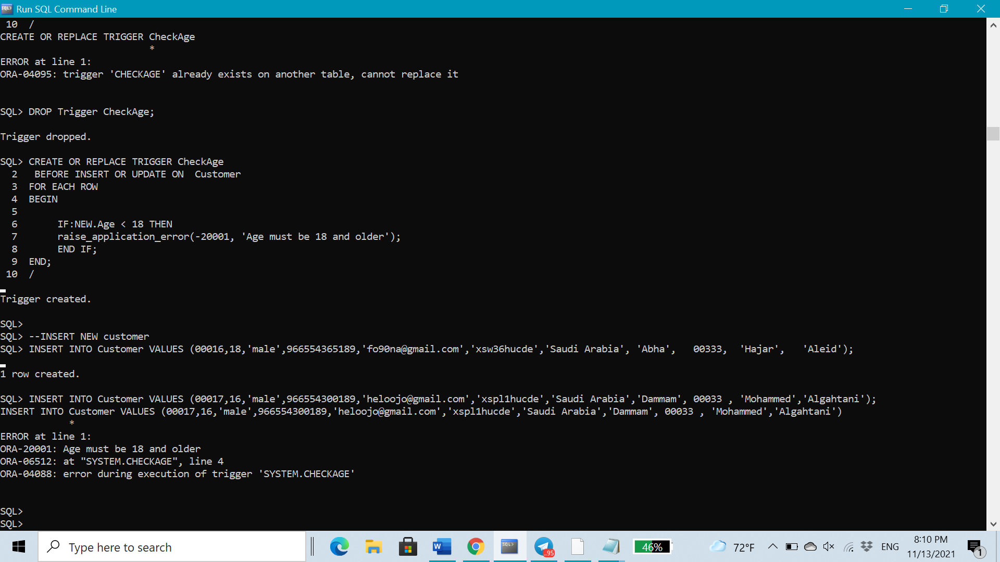 Run SQL Command Line
 10  /
CREATE OR REPLACE TRIGGER CheckAge
                          *
ERROR at line 1:
ORA-04095: trigger 'CHECKAGE' already exists on another table, cannot replace it
SQL> DROP Trigger CheckAge;
Trigger dropped.
SQL> CREATE OR REPLACE TRIGGER CheckAge
  2   BEFORE INSERT OR UPDATE ON  Customer
  3  FOR EACH ROW
  4  BEGIN
  5
  6       IF:NEW.Age < 18 THEN
  7       raise_application_error(-20001, 'Age must be 18 and older');
  8       END IF;
  9  END;
 10  /
Trigger created.
SQL>
SQL> --INSERT NEW customer
SQL> INSERT INTO Customer VALUES (00016,18,'male',966554365189,'fo90na@gmail.com','xsw36hucde','Saudi Arabia', 'Abha',   00333,  'Hajar',   'Aleid');
1 row created.
SQL> INSERT INTO Customer VALUES (00017,16,'male',966554300189,'heloojo@gmail.com','xspl1hucde','Saudi Arabia','Dammam', 00033 , 'Mohammed','Algahtani');
INSERT INTO Customer VALUES (00017,16,'male',966554300189,'heloojo@gmail.com','xspl1hucde','Saudi Arabia','Dammam', 00033 , 'Mohammed','Algahtani')
            *
ERROR at line 1:
ORA-20001: Age must be 18 and older
ORA-06512: at "SYSTEM.CHECKAGE", line 4
ORA-04088: error during execution of trigger 'SYSTEM.CHECKAGE'
SQL>
SQL>
Type here to search
..95
46%
72°F
ENG
8:10 PM
11/13/2021
1